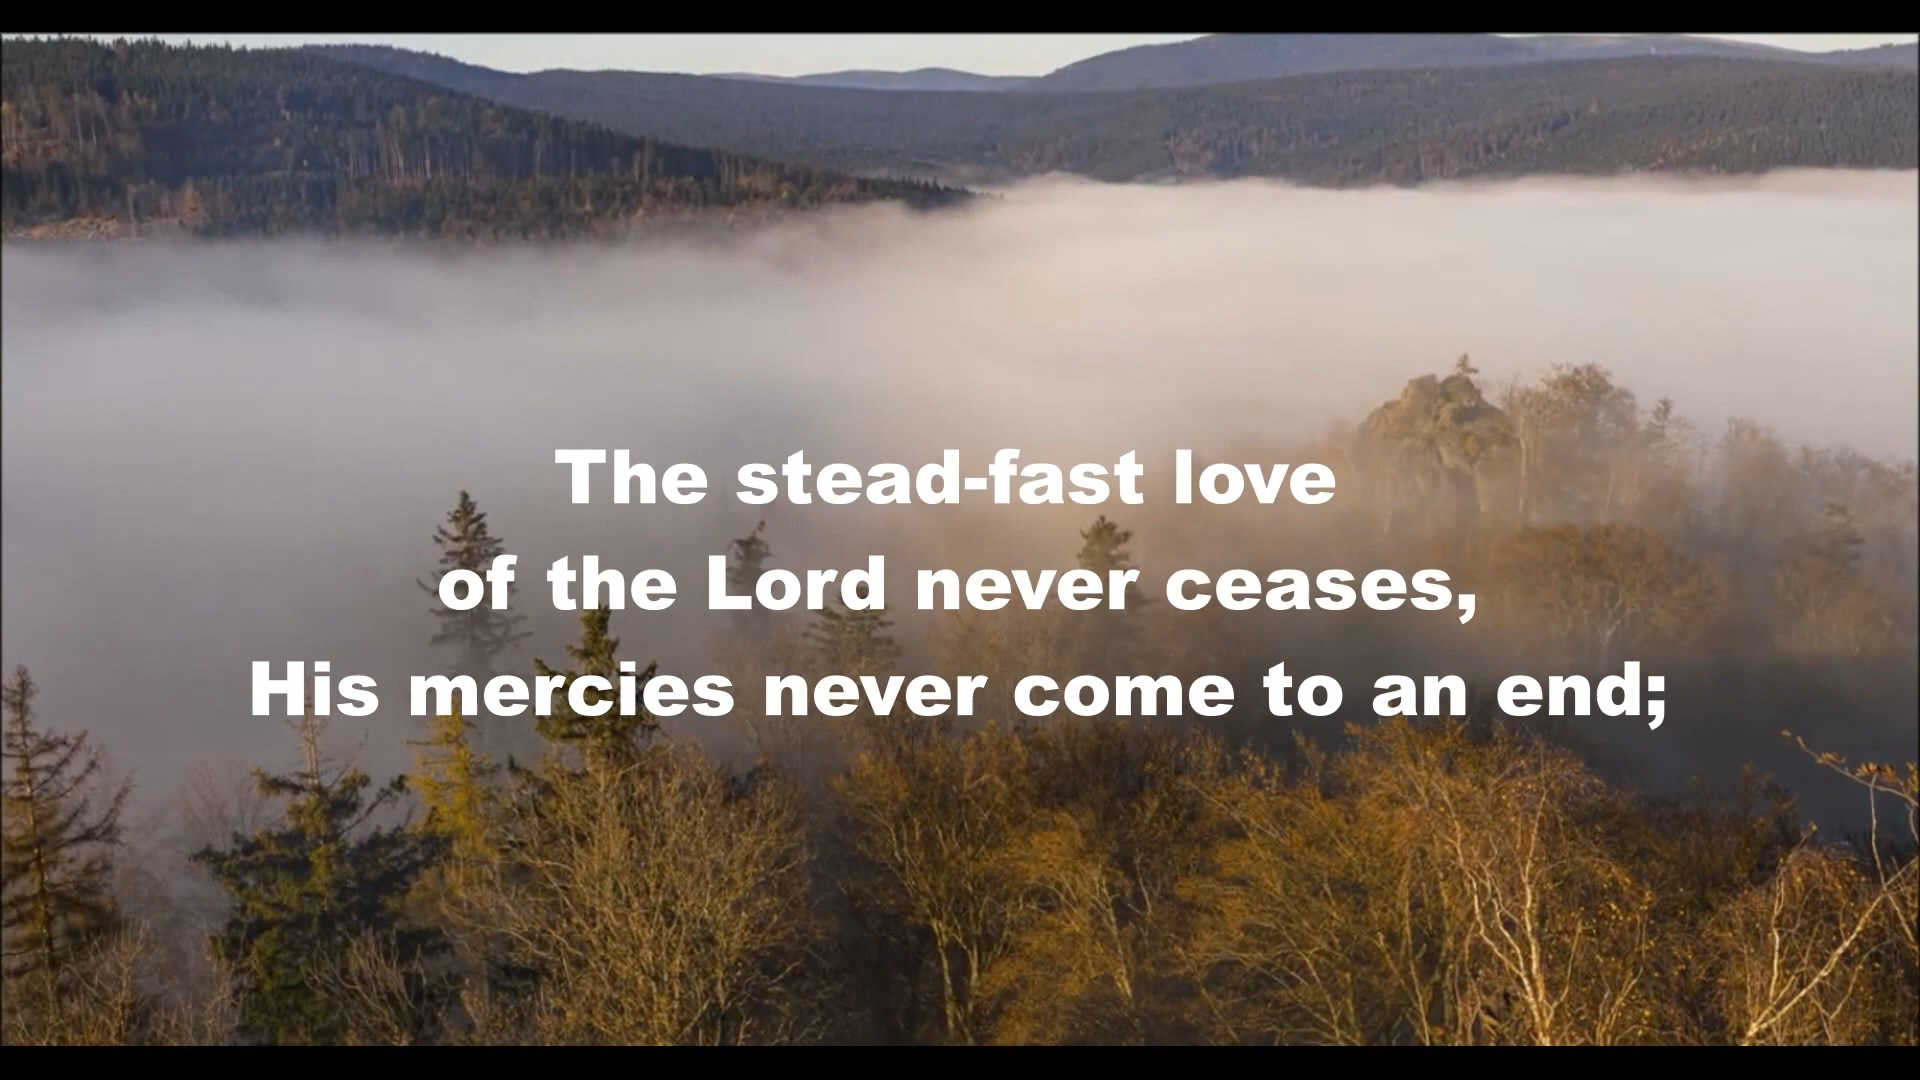 The stead-fast love
of the Lord never ceases,
His mercies never come to an end;